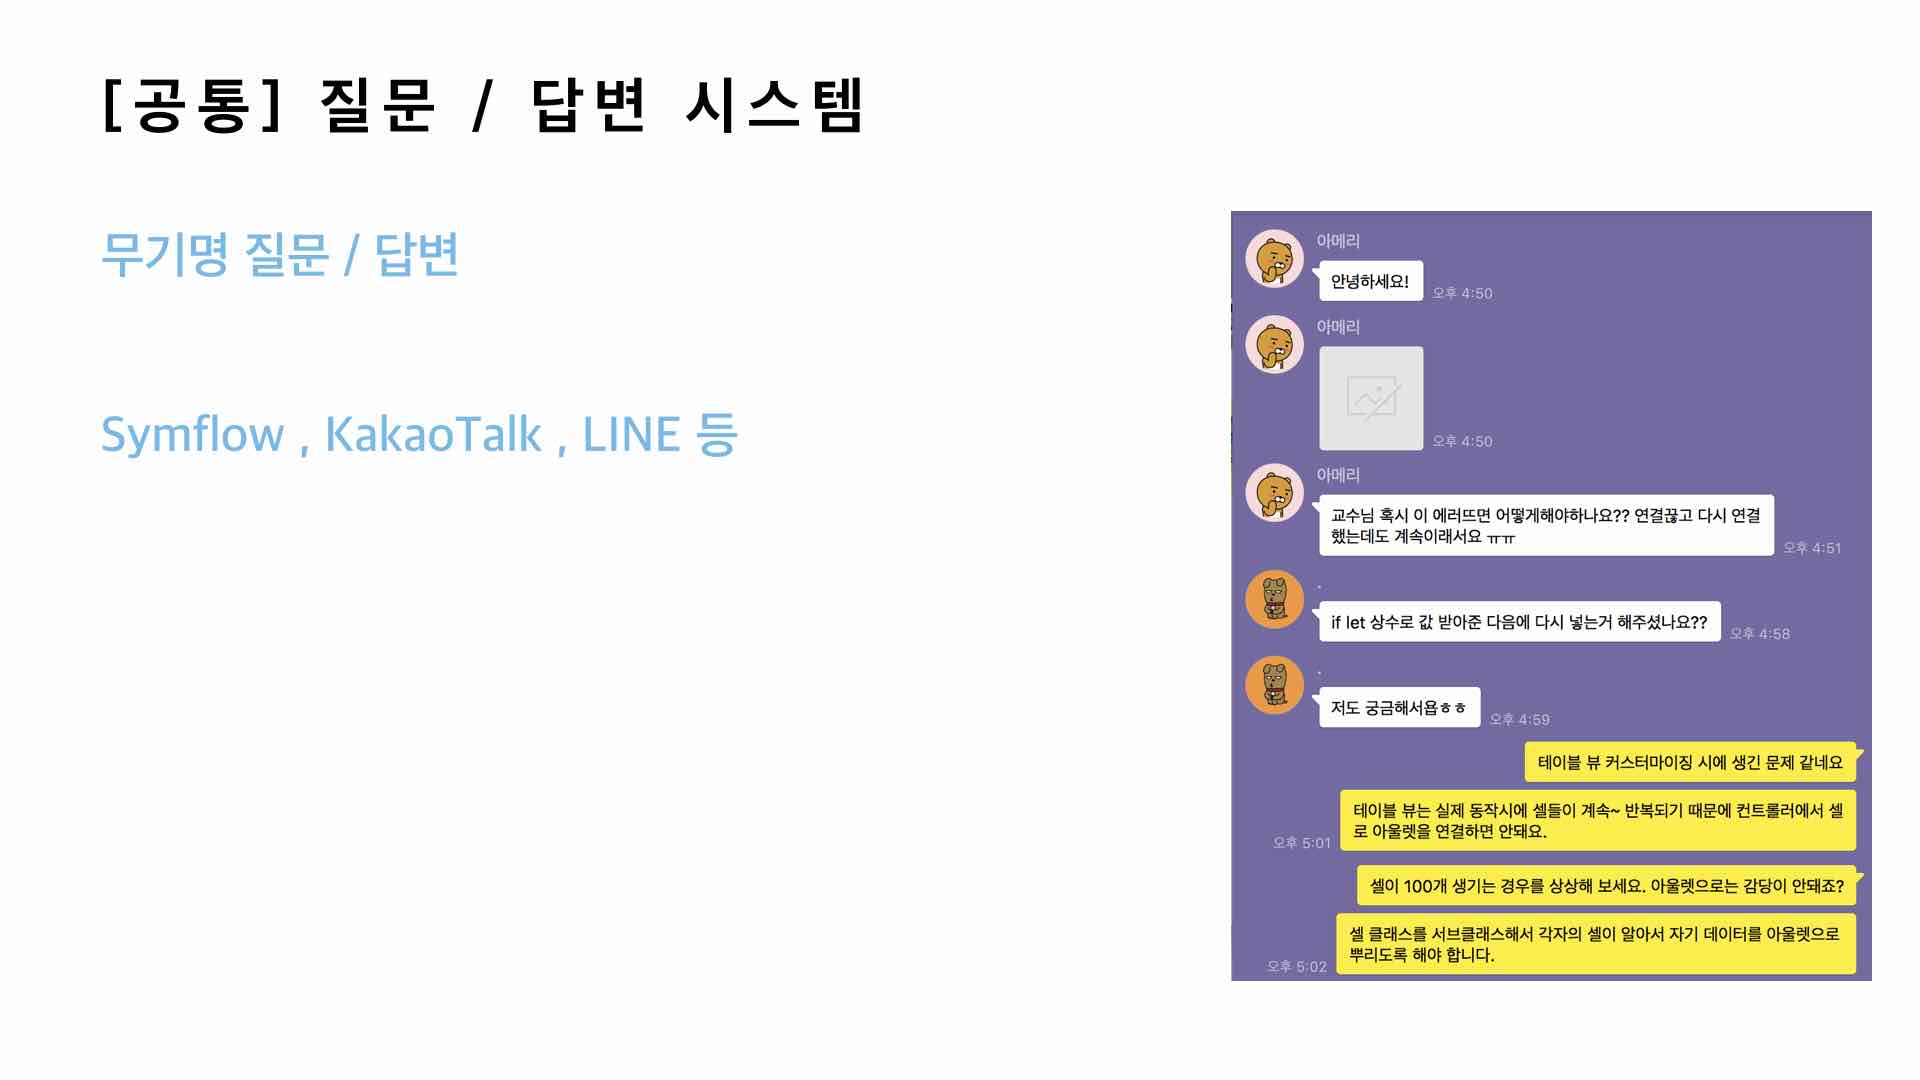 [공통] 질문 / 답변 시스템
무기명 질문 / 답변
Symflow , KakaoTalk , LINE 등
아메리
안녕하세요!
오후 4:50
아메리
오후 4:50
아메리
교수님 혹시 이 에러뜨면 어떻게해야하나요?? 연결끊고 다시 연결
했는데도 계속이래서요 ㅠㅠ
오후 4:51
.
if let 상수로 값 받아준 다음에 다시 넣는거 해주셨나요??
오후 4:58
.
저도 궁금해서욥ㅎㅎ
오후 4:59
테이블 뷰 커스터마이징 시에 생긴 문제 같네요
테이블 뷰는 실제 동작시에 셀들이 계속~ 반복되기 때문에 컨트롤러에서 셀
로 아울렛을 연결하면 안돼요.
오후 5:01
셀이 100개 생기는 경우를 상상해 보세요. 아울렛으로는 감당이 안돼죠?
셀 클래스를 서브클래스해서 각자의 셀이 알아서 자기 데이터를 아울렛으로
뿌리도록 해야 합니다.
오후 5:02